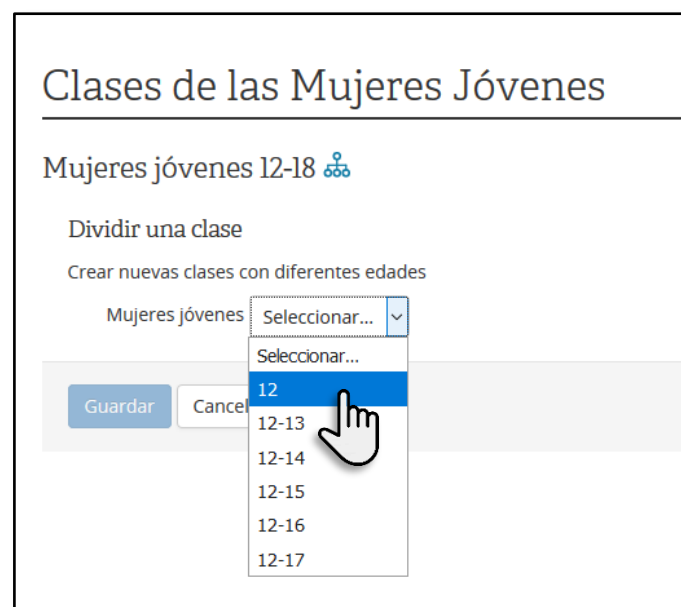 Clases de las Mujeres Jóvenes
Mujeres jóvenes 12-18
Dividir una clase
Crear nuevas clases con diferentes edades
Mujeres jóvenes Seleccionar...
Seleccionar...
12
Guardar Cancel
12-13
12-14
12-15
12-16
12-17